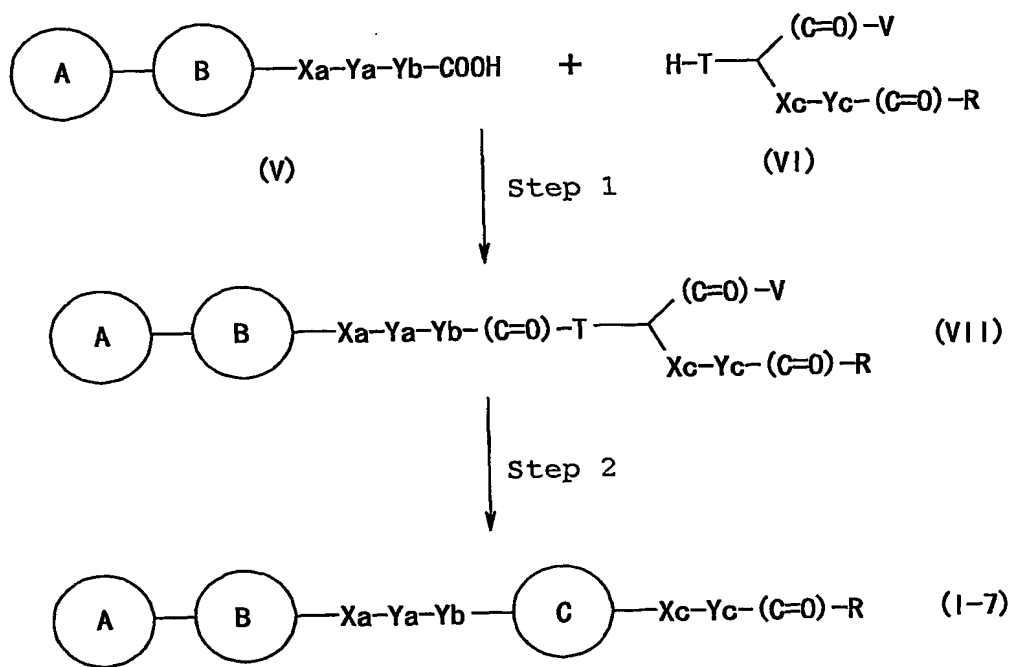 (C=O)-V
A B -Xa-Ya-Yb-COOH + H-T
Xc-Yc-(C=O)-R
(V) (VI)
Step 1
(C=O)-V
A B -Xa-Ya-Yb-(C=O)-T (VII)
Xc-Yc-(C=O)-R
Step 2
A B -Xa-Ya-Yb- C -Xc-Yc-(C=O)-R (I-7)